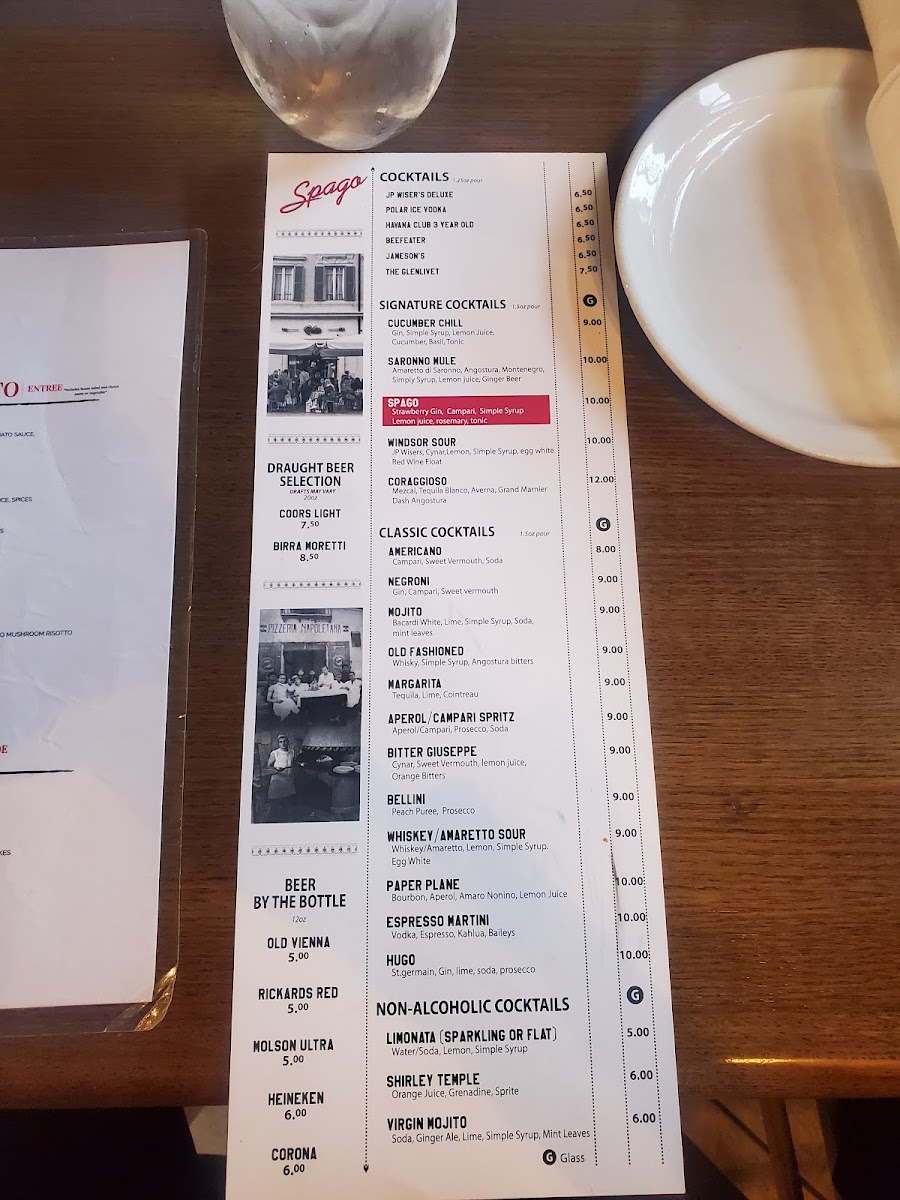 TO ENTREE
ATO SAUCE,
CE, SPICES
O MUSHROOM RISOTTO
DE
KES
Spago
DRAUGHT BEER
SELECTION
DRAFTS MAY VARY
20oz
COORS LIGHT
7.50
BIRRA MORETTI
8.50
PIZZERIA NAPOLETANA
BEER
BY THE BOTTLE
12oz
OLD VIENNA
5.00
RICKARDS RED
5.00
MOLSON ULTRA
5.00
HEINEKEN
6.00
CORONA
6.00
COCKTAILS 1.25oz pour
JP WISER'S DELUXE 6.50
POLAR ICE VODKA 6.50
HAVANA CLUB 3 YEAR OLD 6.50
BEEFEATER 6.50
JAMESON'S 6.50
THE GLENLIVET 7.50
SIGNATURE COCKTAILS 1.5oz pour G
CUCUMBER CHILL 9.00
Gin, Simple Syrup, Lemon Juice,
Cucumber, Basil, Tonic
SARONNO MULE 10.00
Amaretto di Saronno, Angostura, Montenegro,
Simply Syrup, Lemon juice, Ginger Beer
SPAGO 10.00
Strawberry Gin, Campari, Simple Syrup
Lemon juice, rosemary, tonic
WINDSOR SOUR 10.00
JP Wisers, Cynar,Lemon, Simple Syrup, egg white
Red Wine Float
CORAGGIOSO 12.00
Mezcal, Tequila Blanco, Averna, Grand Marnier
Dash Angostura
CLASSIC COCKTAILS 1.5oz pour G
AMERICANO 8.00
Campari, Sweet Vermouth, Soda
NEGRONI 9.00
Gin, Campari, Sweet vermouth
MOJITO 9.00
Bacardi White, Lime, Simple Syrup, Soda,
mint leaves
OLD FASHIONED 9.00
Whisky, Simple Syrup, Angostura bitters
MARGARITA 9.00
Tequila, Lime, Cointreau
APEROL/CAMPARI SPRITZ 9.00
Aperol/Campari, Prosecco, Soda
BITTER GIUSEPPE 9.00
Cynar, Sweet Vermouth, lemon juice,
Orange Bitters
BELLINI 9.00
Peach Puree, Prosecco
WHISKEY/AMARETTO SOUR 9.00
Whiskey/Amaretto, Lemon, Simple Syrup.
Egg White
PAPER PLANE 10.00
Bourbon, Aperol, Amaro Nonino, Lemon Juice
ESPRESSO MARTINI 10.00
Vodka, Espresso, Kahlua, Baileys
HUGO 10.00
St.germain, Gin, lime, soda, prosecco
NON-ALCOHOLIC COCKTAILS G
LIMONATA (SPARKLING OR FLAT) 5.00
Water/Soda, Lemon, Simple Syrup
SHIRLEY TEMPLE 6.00
Orange Juice, Grenadine, Sprite
VIRGIN MOJITO 6.00
Soda, Ginger Ale, Lime, Simple Syrup, Mint Leaves
G Glass